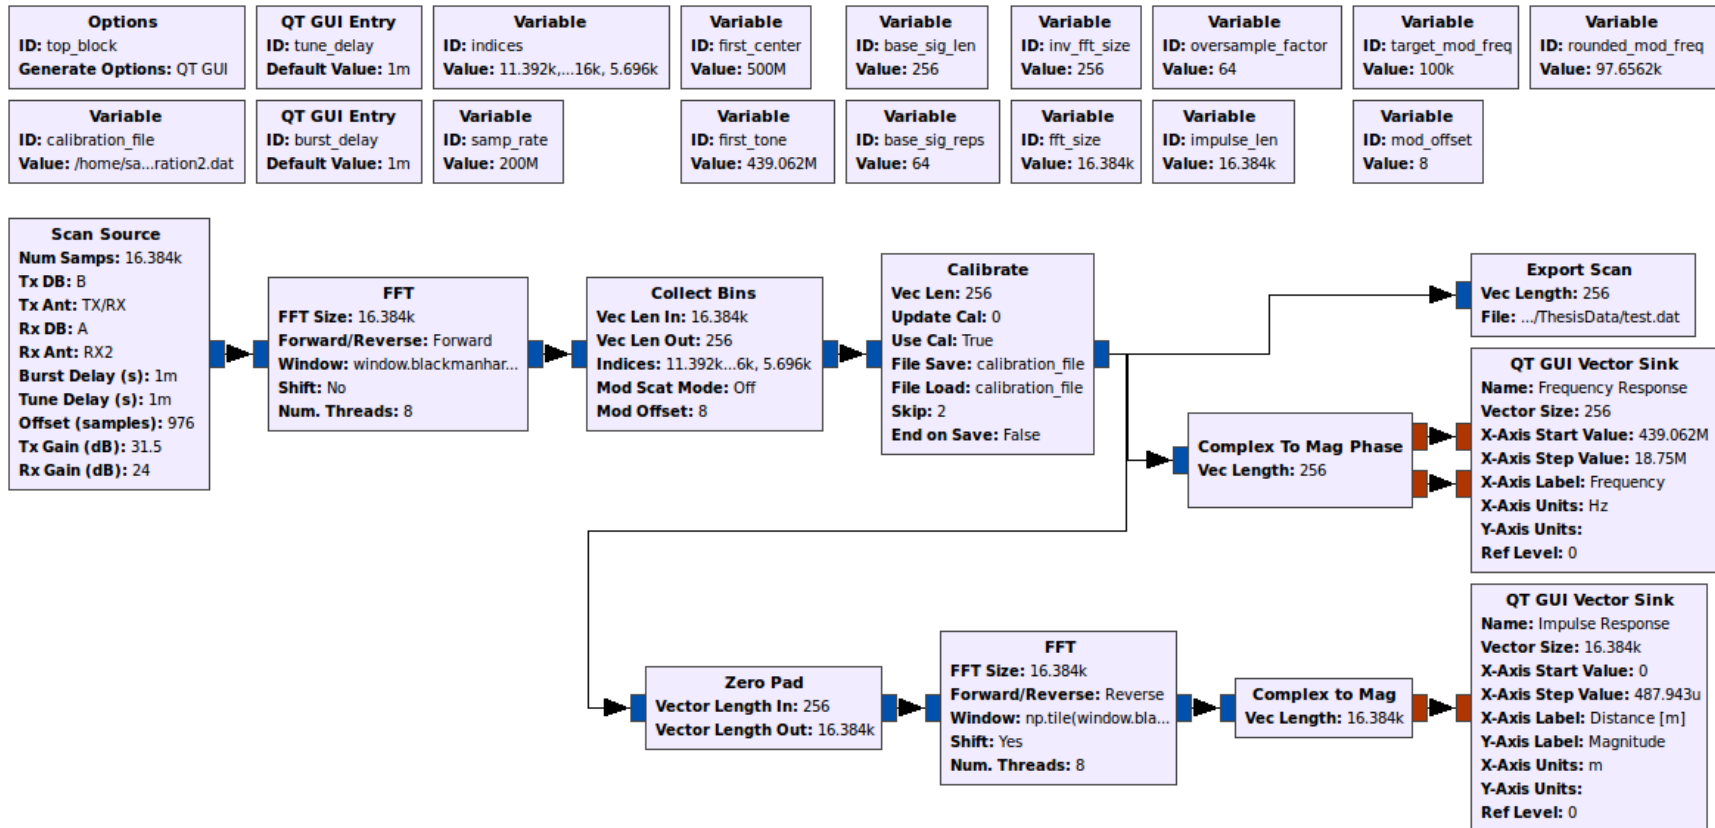 Options
ID: top_block
Generate Options: QT GUI
QT GUI Entry
ID: tune_delay
Default Value: 1m
Variable
ID: indices
Value: 11.392k,...16k, 5.696k
Variable
ID: first_center
Value: 500M
Variable
ID: base_sig_len
Value: 256
Variable
ID: inv_fft_size
Value: 256
Variable
ID: oversample_factor
Value: 64
Variable
ID: target_mod_freq
Value: 100k
Variable
ID: rounded_mod_freq
Value: 97.6562k
Variable
ID: calibration_file
Value: /home/sa...ration2.dat
QT GUI Entry
ID: burst_delay
Default Value: 1m
Variable
ID: samp_rate
Value: 200M
Variable
ID: first_tone
Value: 439.062M
Variable
ID: base_sig_reps
Value: 64
Variable
ID: fft_size
Value: 16.384k
Variable
ID: impulse_len
Value: 16.384k
Variable
ID: mod_offset
Value: 8
Scan Source
Num Samps: 16.384k
Tx DB: B
Tx Ant: TX/RX
Rx DB: A
Rx Ant: RX2
Burst Delay (s): 1m
Tune Delay (s): 1m
Offset (samples): 976
Tx Gain (dB): 31.5
Rx Gain (dB): 24
FFT
FFT Size: 16.384k
Forward/Reverse: Forward
Window: window.blackmanhar...
Shift: No
Num. Threads: 8
Collect Bins
Vec Len In: 16.384k
Vec Len Out: 256
Indices: 11.392k...6k, 5.696k
Mod Scat Mode: Off
Mod Offset: 8
Calibrate
Vec Len: 256
Update Cal: 0
Use Cal: True
File Save: calibration_file
File Load: calibration_file
Skip: 2
End on Save: False
Export Scan
Vec Length: 256
File: .../ThesisData/test.dat
Complex To Mag Phase
Vec Length: 256
QT GUI Vector Sink
Name: Frequency Response
Vector Size: 256
X-Axis Start Value: 439.062M
X-Axis Step Value: 18.75M
X-Axis Label: Frequency
X-Axis Units: Hz
Y-Axis Units:
Ref Level: 0
Zero Pad
Vector Length In: 256
Vector Length Out: 16.384k
FFT
FFT Size: 16.384k
Forward/Reverse: Reverse
Window: np.tile(window.bla...
Shift: Yes
Num. Threads: 8
Complex to Mag
Vec Length: 16.384k
QT GUI Vector Sink
Name: Impulse Response
Vector Size: 16.384k
X-Axis Start Value: 0
X-Axis Step Value: 487.943u
X-Axis Label: Distance [m]
Y-Axis Label: Magnitude
X-Axis Units: m
Y-Axis Units:
Ref Level: 0